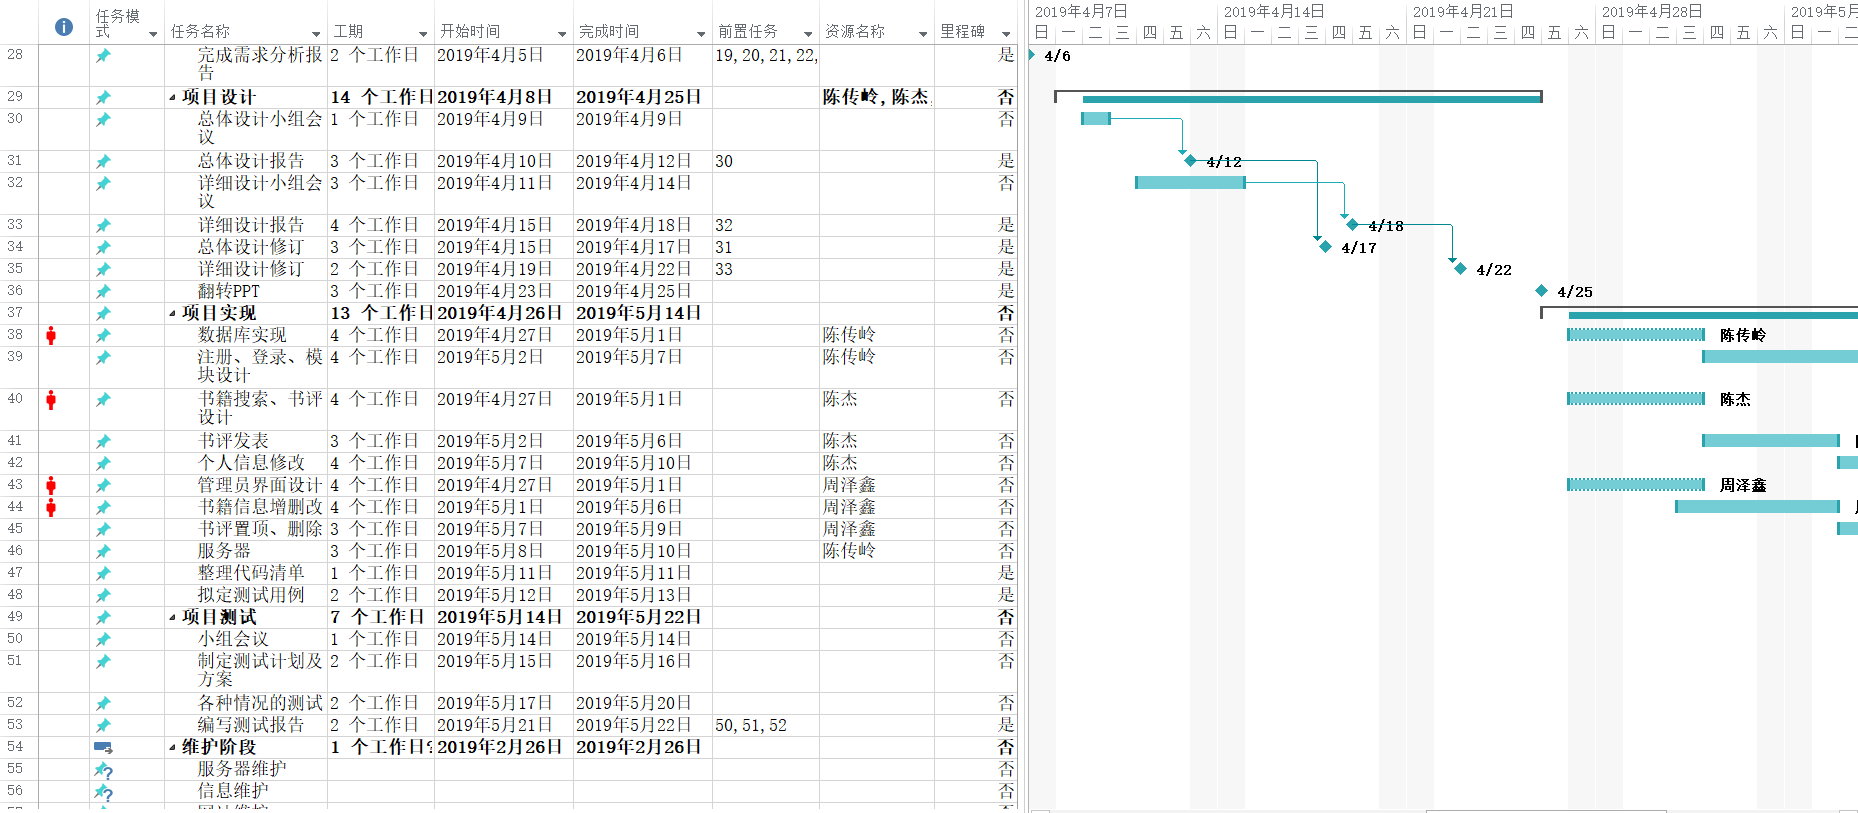 任务模式 任务名称 工期 开始时间 完成时间 前置任务 资源名称 里程碑
2019年4月7日 2019年4月14日 2019年4月21日 2019年4月28日 2019年5月
日 一 二 三 四 五 六 日 一 二 三 四 五 六 日 一 二 三 四 五 六 日 一 二 三 四 五 六 日 一 二
28 完成需求分析报告 2 个工作日 2019年4月5日 2019年4月6日 19,20,21,22, 是 4/6
29 项目设计 14 个工作日 2019年4月8日 2019年4月25日 陈传岭,陈杰, 否
30 总体设计小组会议 1 个工作日 2019年4月9日 2019年4月9日 否
31 总体设计报告 3 个工作日 2019年4月10日 2019年4月12日 30 是 4/12
32 详细设计小组会议 3 个工作日 2019年4月11日 2019年4月14日 否
33 详细设计报告 4 个工作日 2019年4月15日 2019年4月18日 32 是 4/18
34 总体设计修订 3 个工作日 2019年4月15日 2019年4月17日 31 是 4/17
35 详细设计修订 2 个工作日 2019年4月19日 2019年4月22日 33 是 4/22
36 翻转PPT 3 个工作日 2019年4月23日 2019年4月25日 是 4/25
37 项目实现 13 个工作日 2019年4月26日 2019年5月14日 否
38 数据库实现 4 个工作日 2019年4月27日 2019年5月1日 陈传岭 否 陈传岭
39 注册、登录、模块设计 4 个工作日 2019年5月2日 2019年5月7日 陈传岭 否
40 书籍搜索、书评设计 4 个工作日 2019年4月27日 2019年5月1日 陈杰 否 陈杰
41 书评发表 3 个工作日 2019年5月2日 2019年5月6日 陈杰 否
42 个人信息修改 4 个工作日 2019年5月7日 2019年5月10日 陈杰 否
43 管理员界面设计 4 个工作日 2019年4月27日 2019年5月1日 周泽鑫 否 周泽鑫
44 书籍信息增删改 4 个工作日 2019年5月1日 2019年5月6日 周泽鑫 否
45 书评置顶、删除 3 个工作日 2019年5月7日 2019年5月9日 周泽鑫 否
46 服务器 3 个工作日 2019年5月8日 2019年5月10日 陈传岭 否
47 整理代码清单 1 个工作日 2019年5月11日 2019年5月11日 是
48 拟定测试用例 2 个工作日 2019年5月12日 2019年5月13日 是
49 项目测试 7 个工作日 2019年5月14日 2019年5月22日 否
50 小组会议 1 个工作日 2019年5月14日 2019年5月14日 否
51 制定测试计划及方案 2 个工作日 2019年5月15日 2019年5月16日 否
52 各种情况的测试 2 个工作日 2019年5月17日 2019年5月20日 否
53 编写测试报告 2 个工作日 2019年5月21日 2019年5月22日 50,51,52 是
54 维护阶段 1 个工作日? 2019年2月26日 2019年2月26日 否
55 服务器维护 否
56 信息维护 否